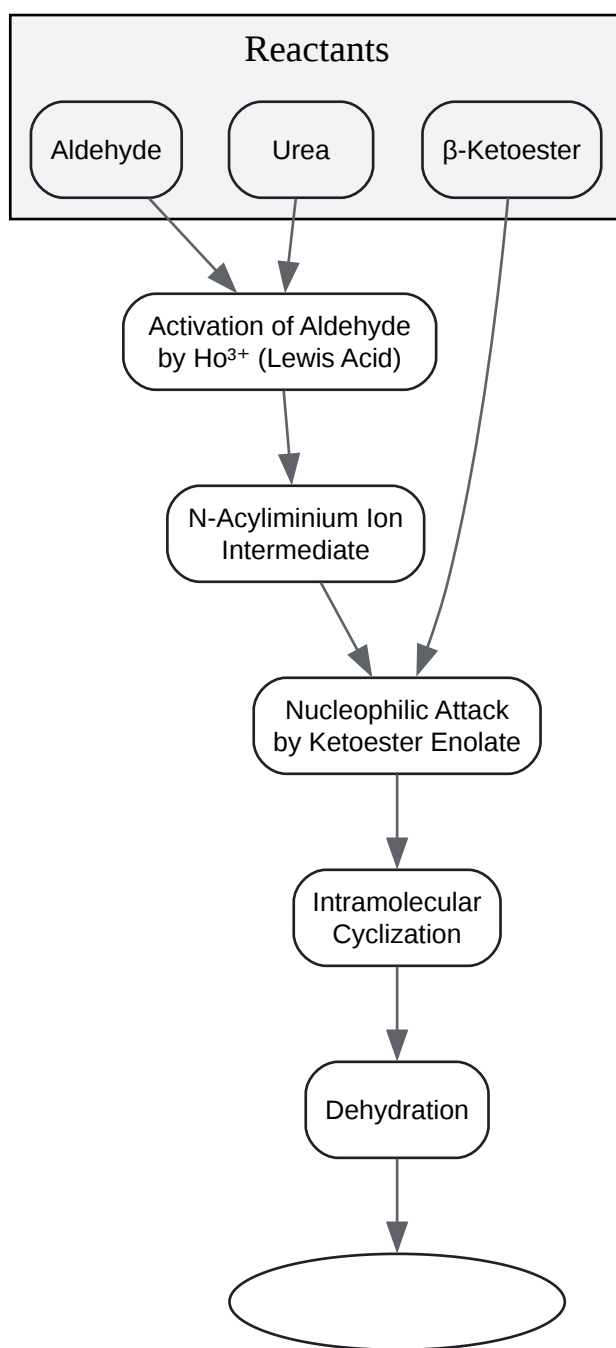 Reactants
Aldehyde
Urea
β-Ketoester
Activation of Aldehyde
by Ho³⁺ (Lewis Acid)
N-Acyliminium Ion
Intermediate
Nucleophilic Attack
by Ketoester Enolate
Intramolecular
Cyclization
Dehydration